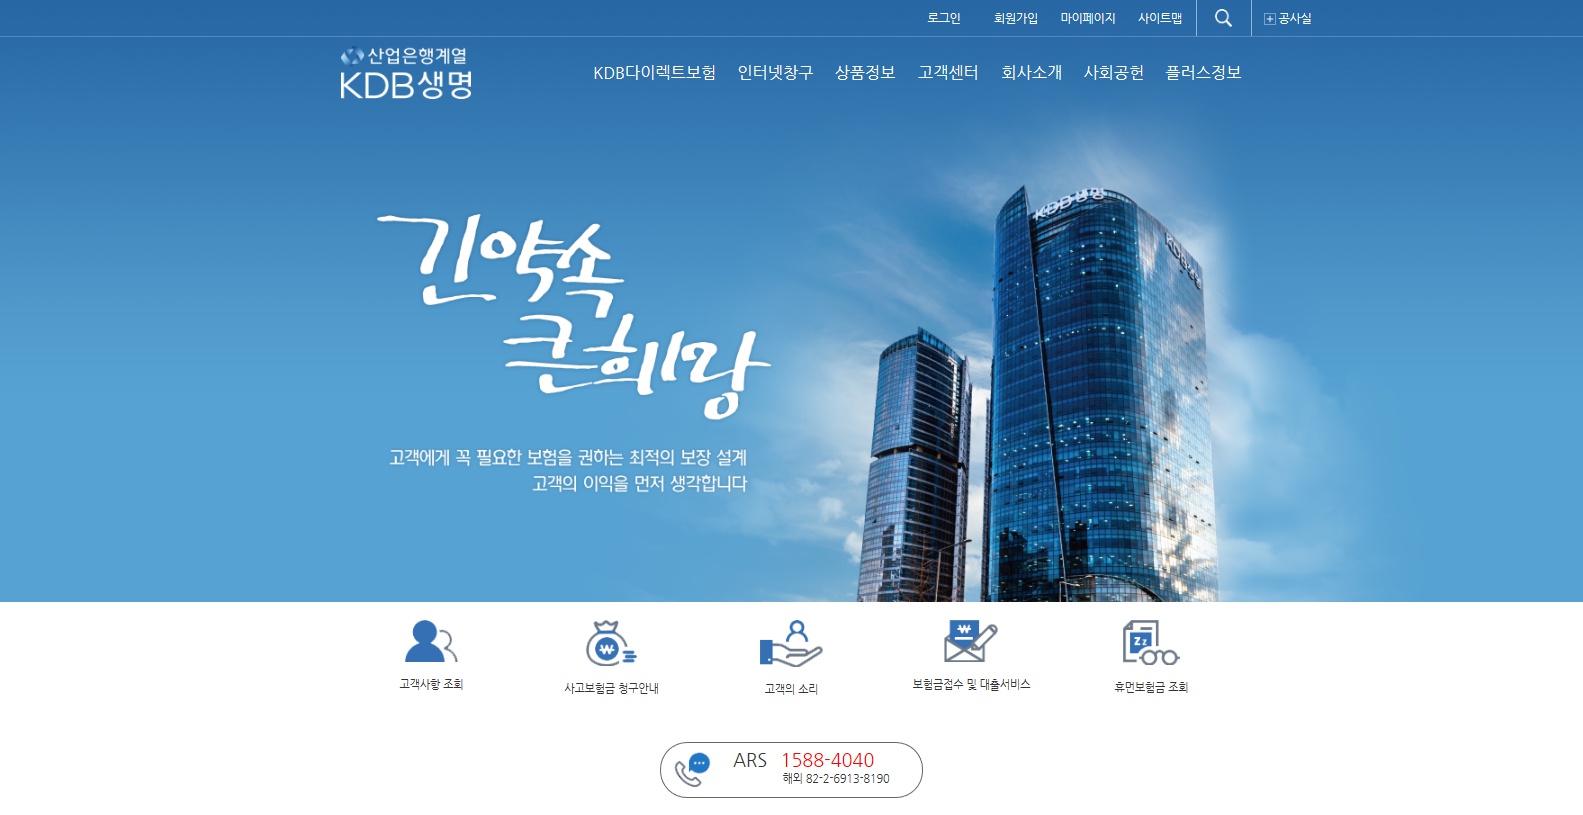 로그인 회원가입 마이페이지 사이트맵 공시실
산업은행계열
KDB생명
KDB다이렉트보험 인터넷창구 상품정보 고객센터 회사소개 사회공헌 플러스정보
KDB생명
KDB생명
긴약속
큰희망
고객에게 꼭 필요한 보험을 권하는 최적의 보장 설계
고객의 이익을 먼저 생각합니다
고객사항 조회 사고보험금 청구안내 고객의 소리 보험금접수 및 대출서비스 휴먼보험금 조회
ARS 1588-4040
해외 82-2-6913-8190